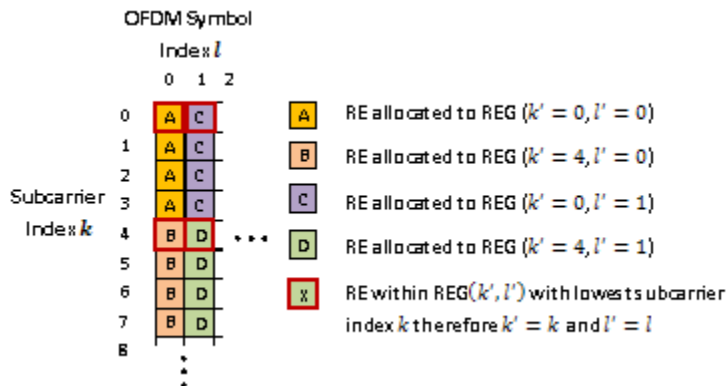 OFDM Symbol
Index l
0 1 2
0 A C A RE allocated to REG (k′ = 0, l′ = 0)
1 A C
2 A C B RE allocated to REG (k′ = 4, l′ = 0)
Subcarrier 3 A C C RE allocated to REG (k′ = 0, l′ = 1)
Index k 4 B D ••• D RE allocated to REG (k′ = 4, l′ = 1)
5 B D
6 B D X RE within REG(k′, l′) with lowest subcarrier
7 B D index k therefore k′ = k and l′ = l
8